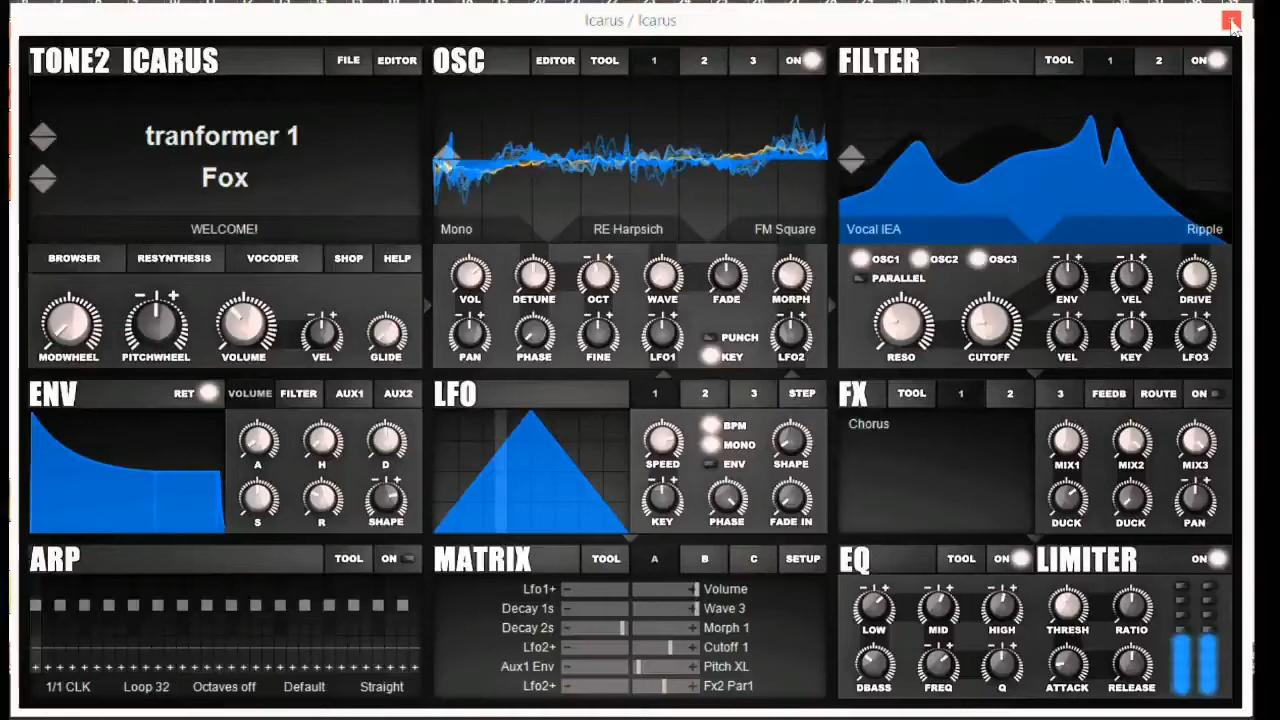 Icarus / Icarus
TONE2 ICARUS FILE EDITOR
tranformer 1
Fox
WELCOME!
BROWSER RESYNTHESIS VOCODER SHOP HELP
MODWHEEL PITCHWHEEL VOLUME VEL GLIDE
OSC EDITOR TOOL 1 2 3 ON
Mono RE Harpsich FM Square
VOL DETUNE OCT WAVE FADE MORPH
PUNCH
KEY
PAN PHASE FINE LFO1 LFO2
FILTER TOOL 1 2 ON
Vocal IEA Ripple
OSC1 OSC2 OSC3
PARALLEL
ENV VEL DRIVE
RESO CUTOFF VEL KEY LFO3
ENV RET VOLUME FILTER AUX1 AUX2
A H D
S R SHAPE
LFO 1 2 3 STEP
BPM
MONO
ENV
SPEED SHAPE
KEY PHASE FADE IN
FX TOOL 1 2 3 FEEDB ROUTE ON
Chorus
MIX1 MIX2 MIX3
DUCK DUCK PAN
ARP TOOL ON
1/1 CLK Loop 32 Octaves off Default Straight
MATRIX TOOL A B C SETUP
Lfo1+ - + Volume
Decay 1s - + Wave 3
Decay 2s - + Morph 1
Lfo2+ - + Cutoff 1
Aux1 Env - + Pitch XL
Lfo2+ - + Fx2 Par1
EQ TOOL ON LIMITER ON
LOW MID HIGH THRESH RATIO
DBASS FREQ Q ATTACK RELEASE